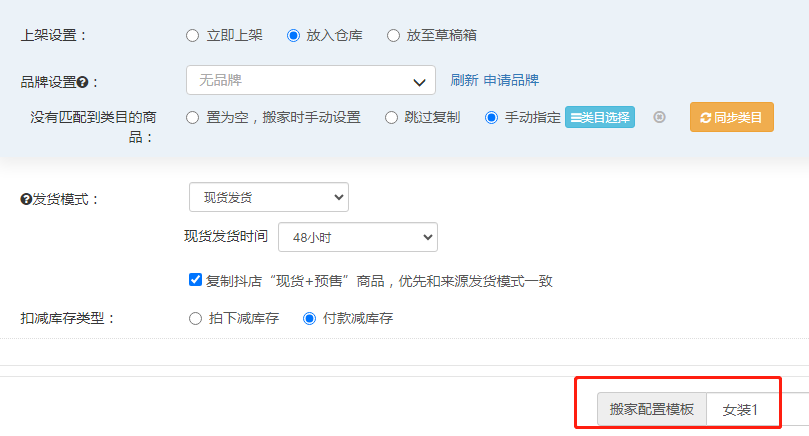 上架设置： 立即上架 放入仓库 放至草稿箱
品牌设置： 无品牌 刷新 申请品牌
没有匹配到类目的商品： 置为空，搬家时手动设置 跳过复制 手动指定 类目选择 同步类目
发货模式： 现货发货
现货发货时间 48小时
复制抖店“现货+预售”商品，优先和来源发货模式一致
扣减库存类型： 拍下减库存 付款减库存
搬家配置模板 女装1